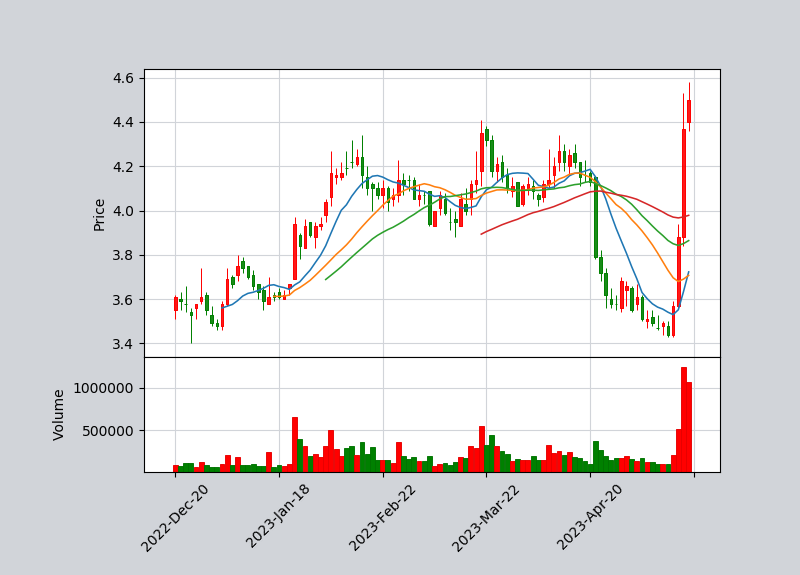 4.6
4.4
4.2
4.0
3.8
3.6
3.4
Price
1000000
500000
Volume
2022-Dec-20
2023-Jan-18
2023-Feb-22
2023-Mar-22
2023-Apr-20